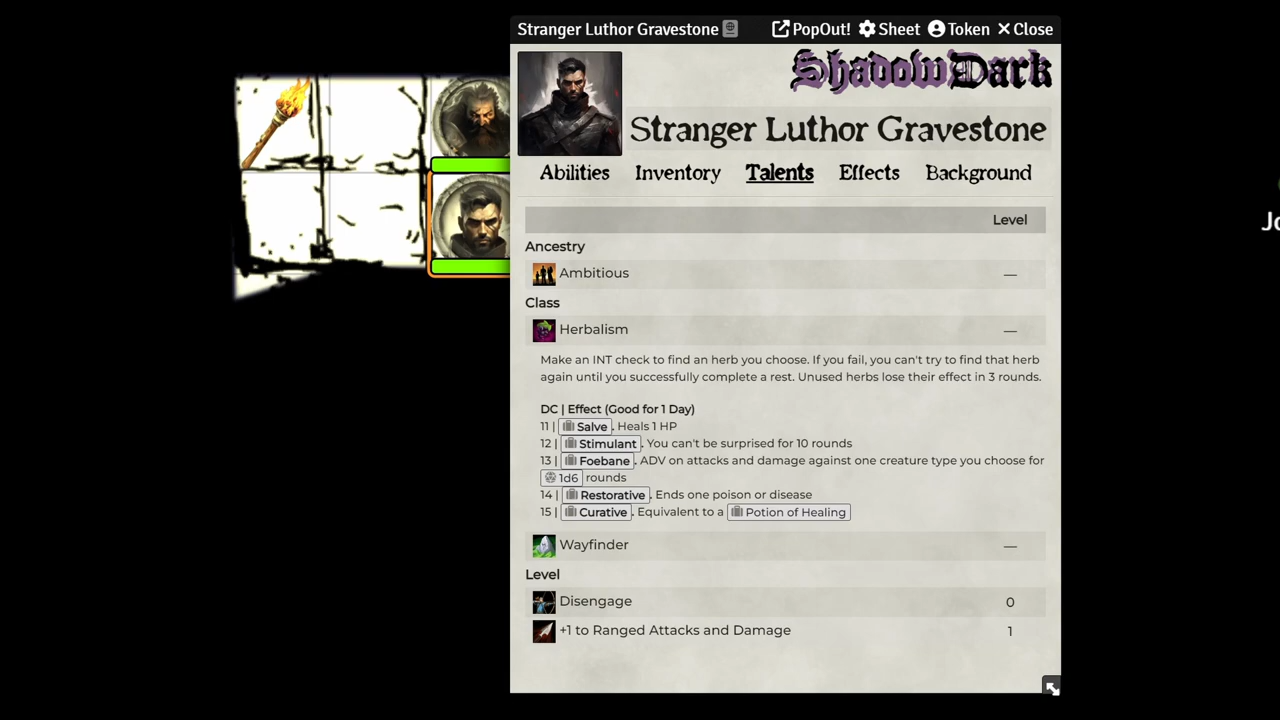 Stranger Luthor Gravestone PopOut! Sheet Token Close
ShadowDark
Stranger Luthor Gravestone
Abilities Inventory Talents Effects Background
Level
Ancestry
Ambitious —
Class
Herbalism —
Make an INT check to find an herb you choose. If you fail, you can't try to find that herb
again until you successfully complete a rest. Unused herbs lose their effect in 3 rounds.
DC | Effect (Good for 1 Day)
11 | Salve. Heals 1 HP
12 | Stimulant. You can't be surprised for 10 rounds
13 | Foebane. ADV on attacks and damage against one creature type you choose for
1d6 rounds
14 | Restorative. Ends one poison or disease
15 | Curative. Equivalent to a Potion of Healing
Wayfinder —
Level
Disengage 0
+1 to Ranged Attacks and Damage 1